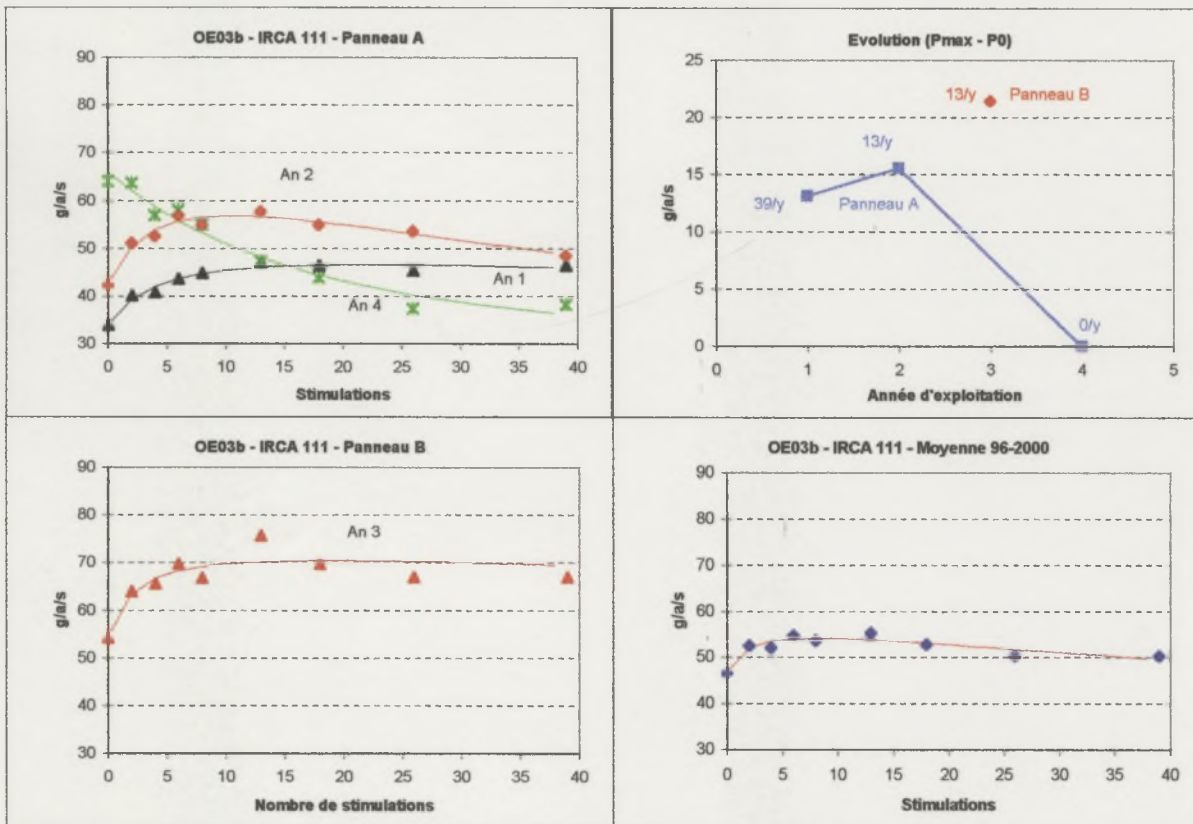 OE03b - IRCA 111 - Panneau A
90
80
70
60
50
40
30
g/a/s
An 2
An 1
An 4
0 5 10 15 20 25 30 35 40
Stimulations
Evolution (Pmax - P0)
25
20
15
10
5
0
g/a/s
13/y Panneau B
13/y
39/y
Panneau A
0/y
0 1 2 3 4 5
Année d'exploitation
OE03b - IRCA 111 - Panneau B
90
80
70
60
50
40
30
g/a/s
An 3
0 5 10 15 20 25 30 35 40
Nombre de stimulations
OE03b - IRCA 111 - Moyenne 96-2000
90
80
70
60
50
40
30
g/a/s
0 5 10 15 20 25 30 35 40
Stimulations